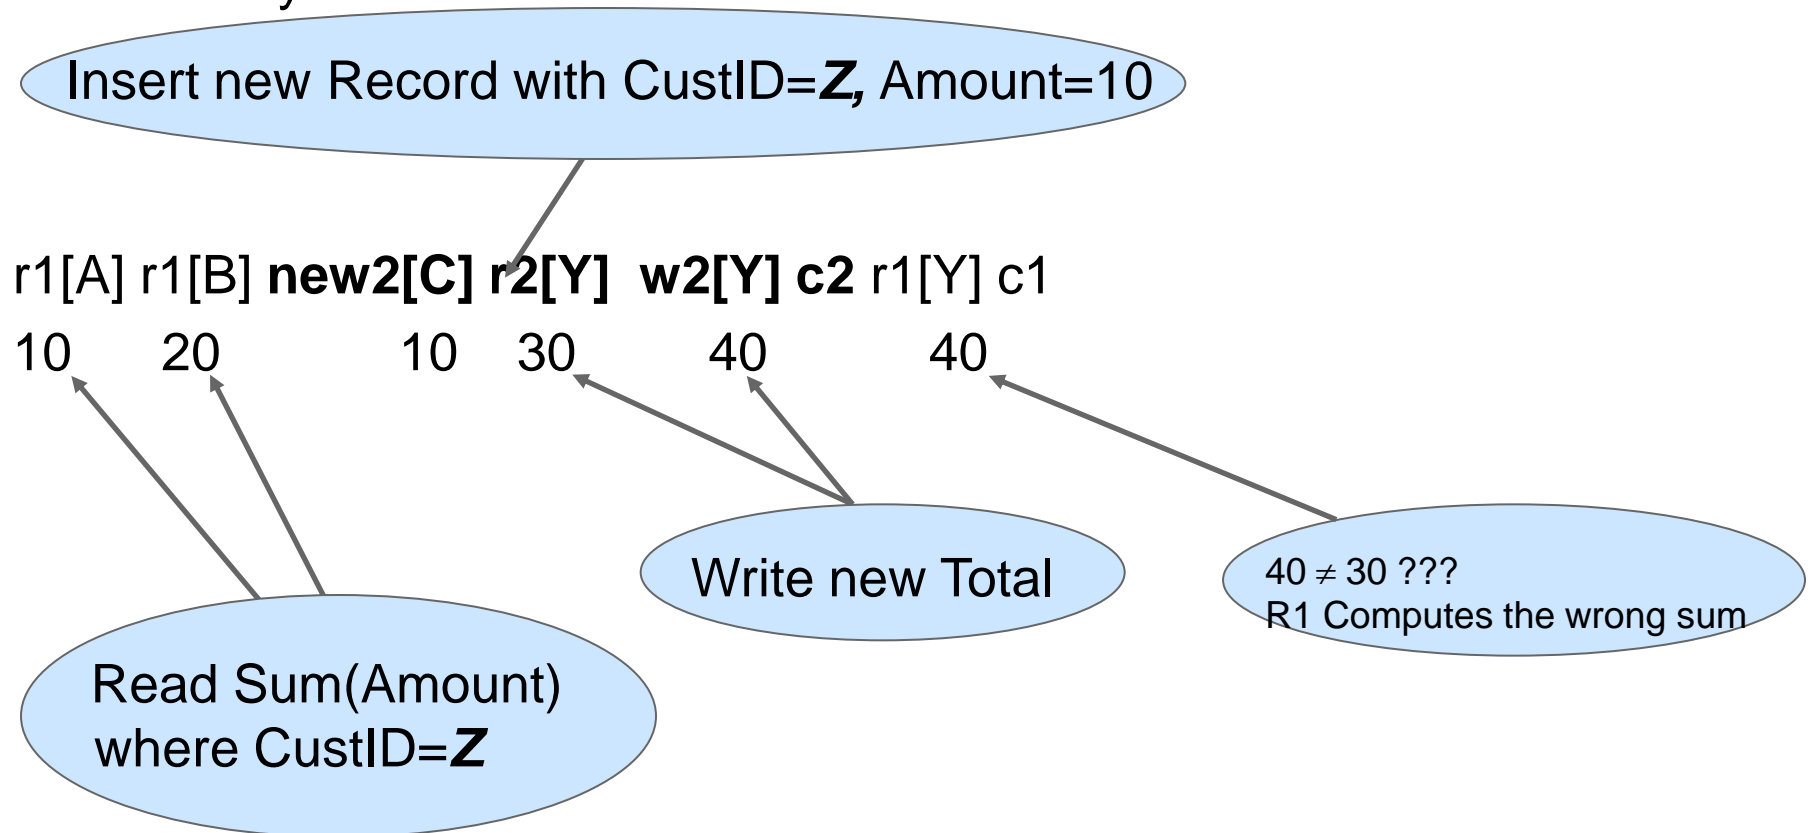 Insert new Record with CustID=Z, Amount=10
r1[A] r1[B] new2[C] r2[Y] w2[Y] c2 r1[Y] c1
10 20 10 30 40 40
Write new Total
40 ≠ 30 ???
R1 Computes the wrong sum
Read Sum(Amount)
where CustID=Z